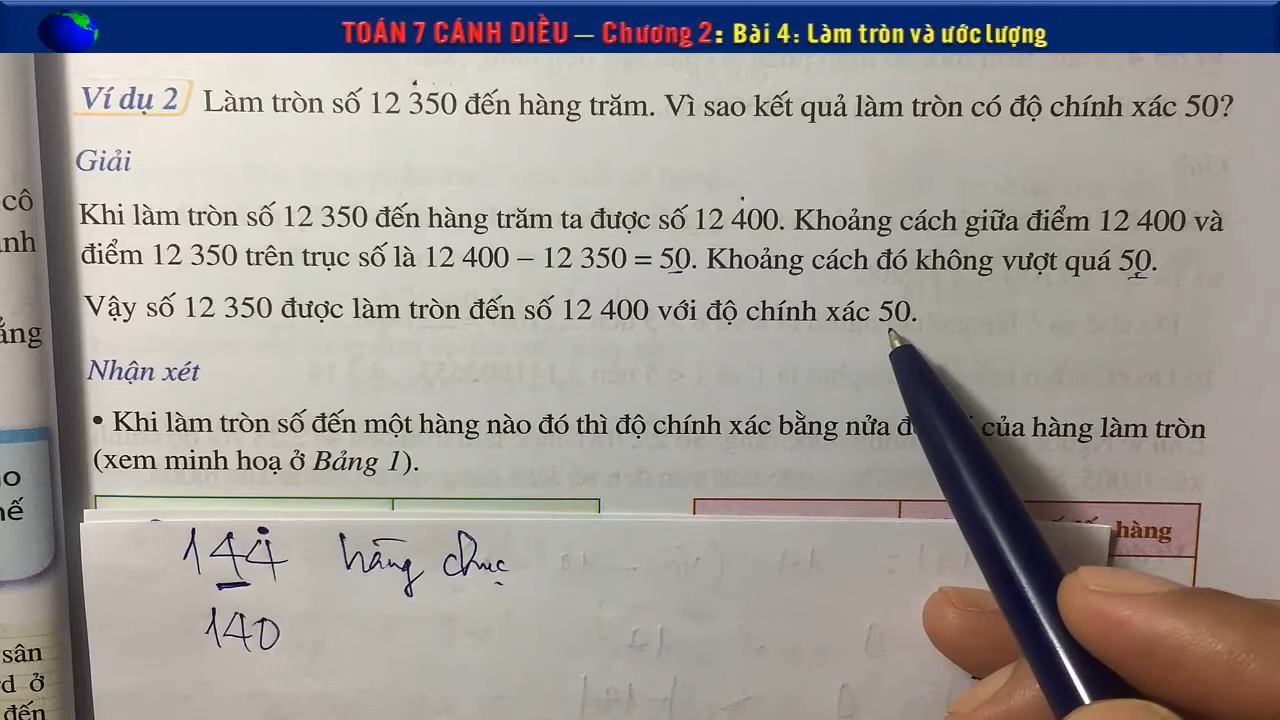 TOÁN 7 CÁNH DIỀU – Chương 2: Bài 4: Làm tròn và ước lượng
Ví dụ 2 Làm tròn số 12 350 đến hàng trăm. Vì sao kết quả làm tròn có độ chính xác 50?
Giải
Khi làm tròn số 12 350 đến hàng trăm ta được số 12 400. Khoảng cách giữa điểm 12 400 và
điểm 12 350 trên trục số là 12 400 – 12 350 = 50. Khoảng cách đó không vượt quá 50.
Vậy số 12 350 được làm tròn đến số 12 400 với độ chính xác 50.
Nhận xét
• Khi làm tròn số đến một hàng nào đó thì độ chính xác bằng nửa của hàng làm tròn
(xem minh hoạ ở Bảng 1).
hàng
144 hàng chục
140
cô
sân
ở
đến